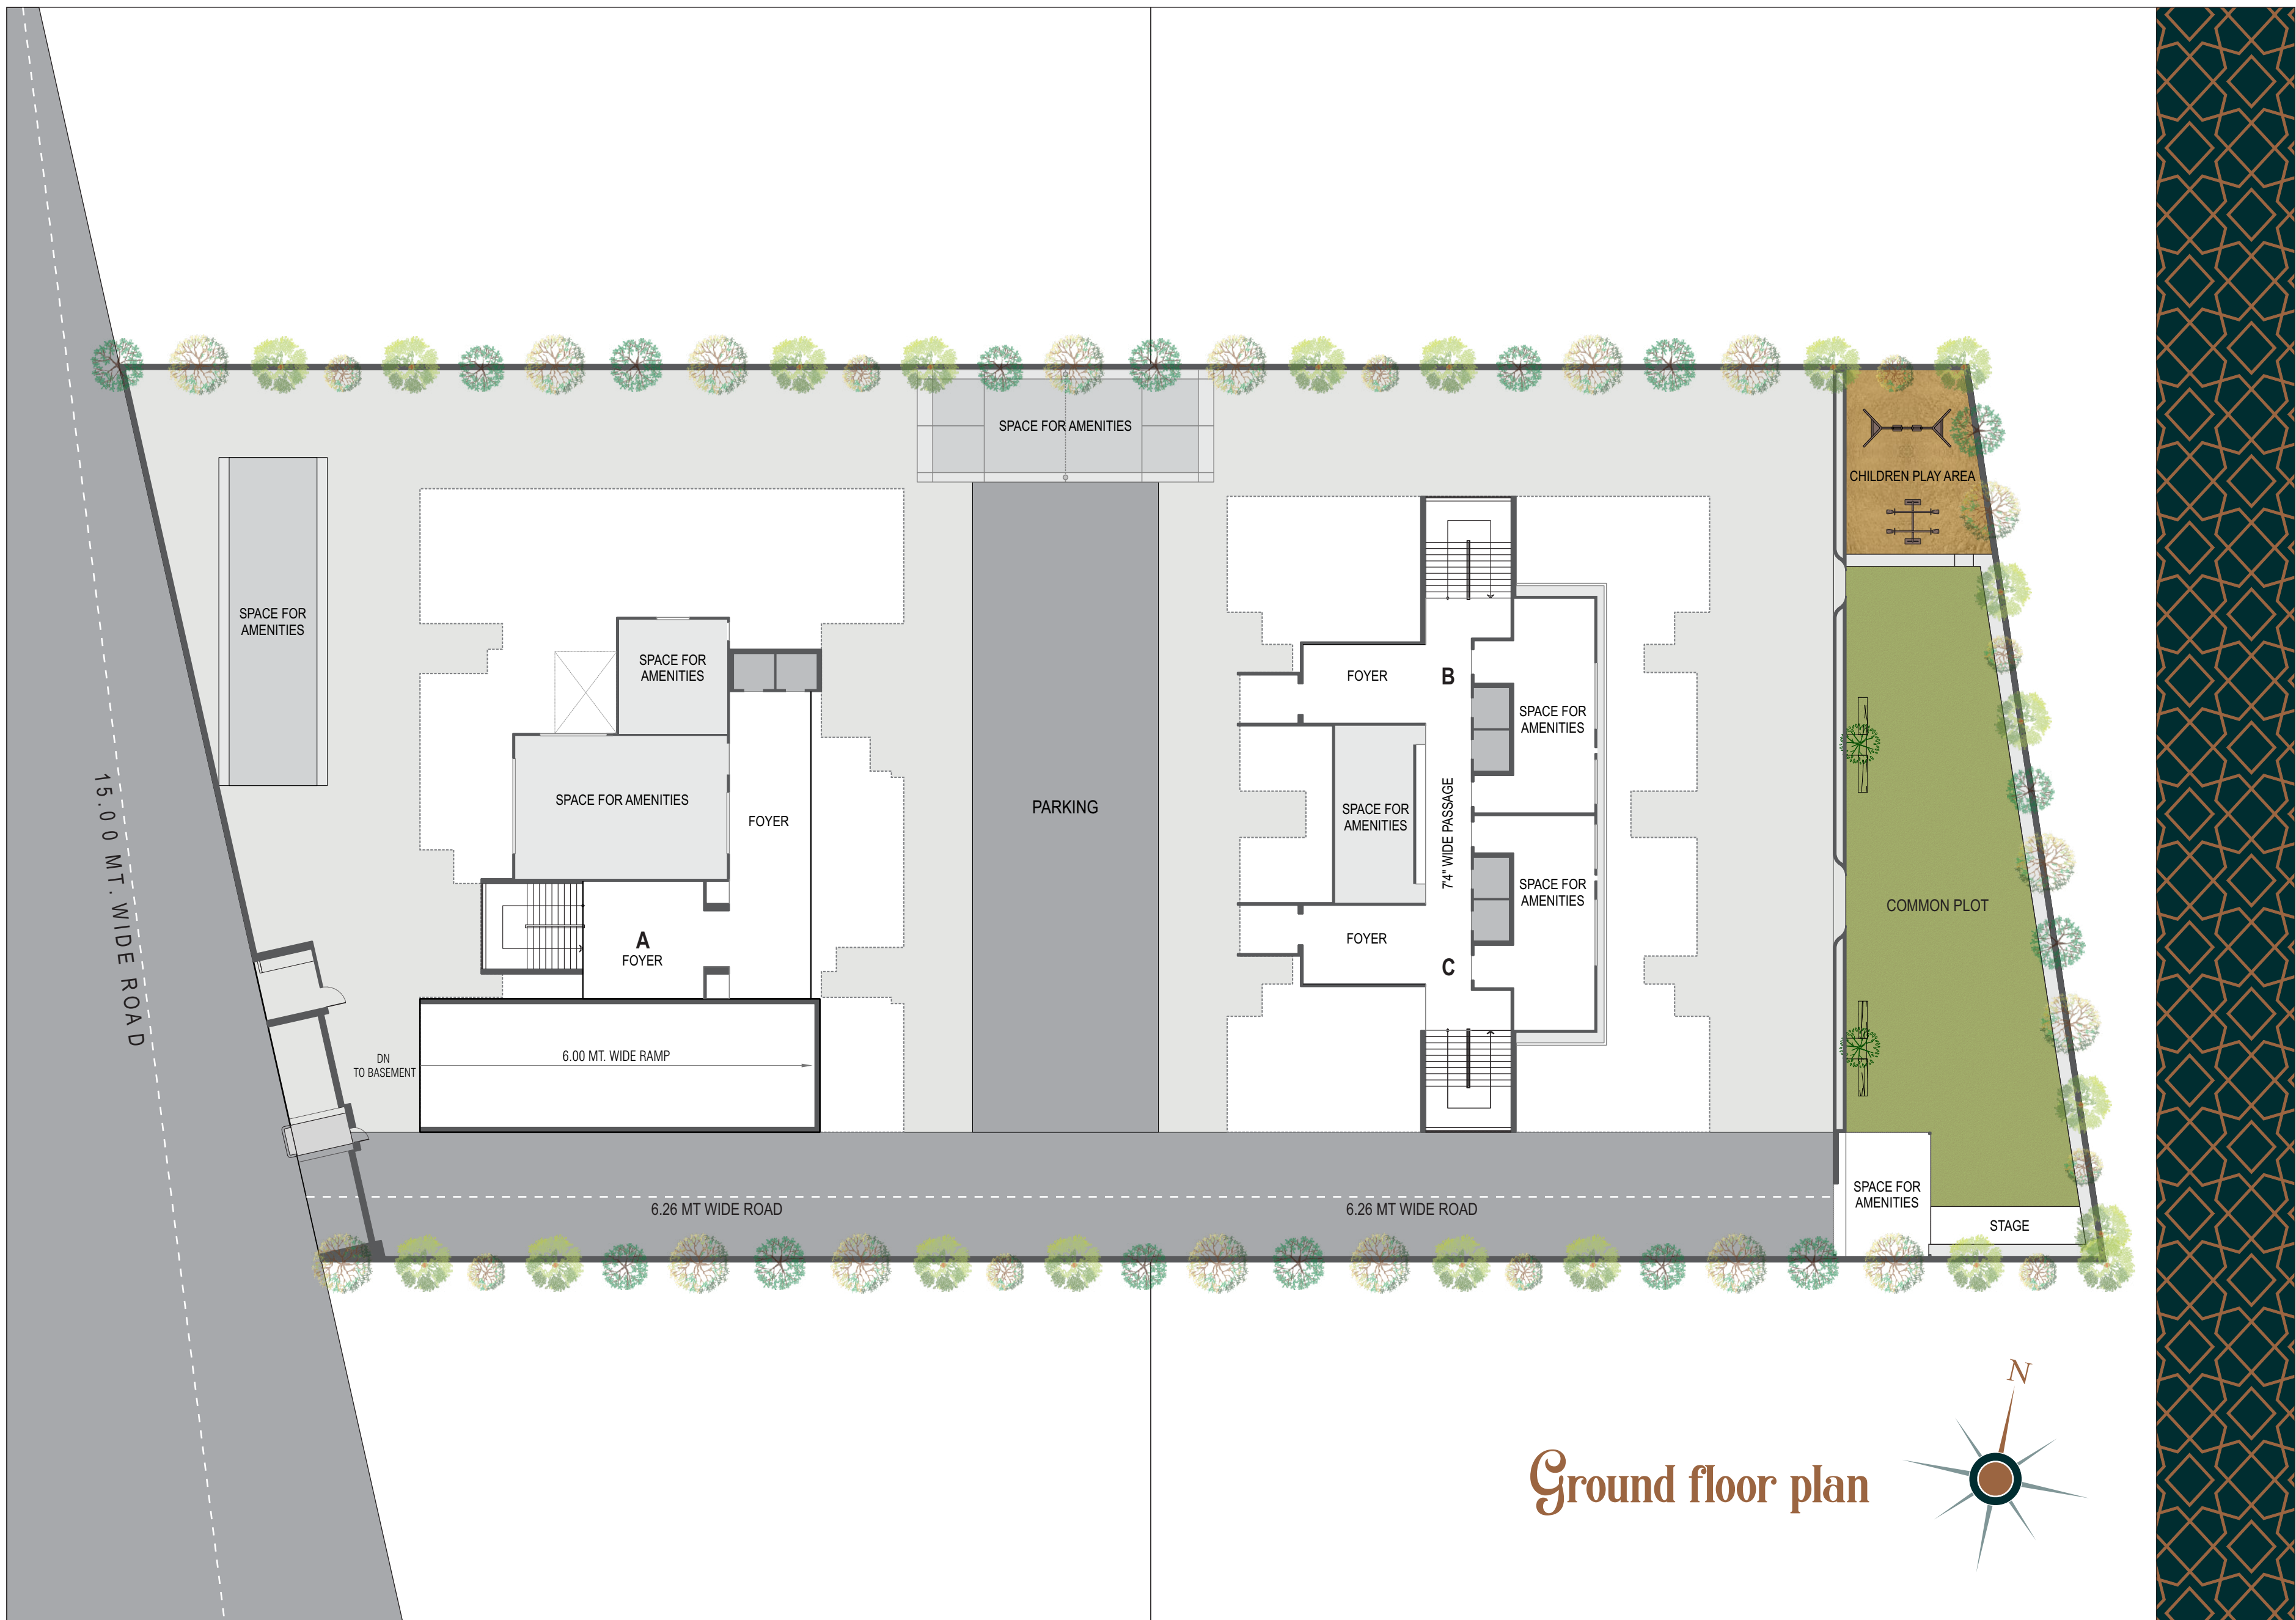 SPACE FOR AMENITIES
CHILDREN PLAY AREA
SPACE FOR
AMENITIES
SPACE FOR
AMENITIES
FOYER
B
SPACE FOR
AMENITIES
SPACE FOR AMENITIES
FOYER
PARKING
SPACE FOR
AMENITIES
7'4" WIDE PASSAGE
SPACE FOR
AMENITIES
COMMON PLOT
15.00 MT. WIDE ROAD
A
FOYER
FOYER
C
DN
TO BASEMENT
6.00 MT. WIDE RAMP
6.26 MT WIDE ROAD
6.26 MT WIDE ROAD
SPACE FOR
AMENITIES
STAGE
N
Ground floor plan